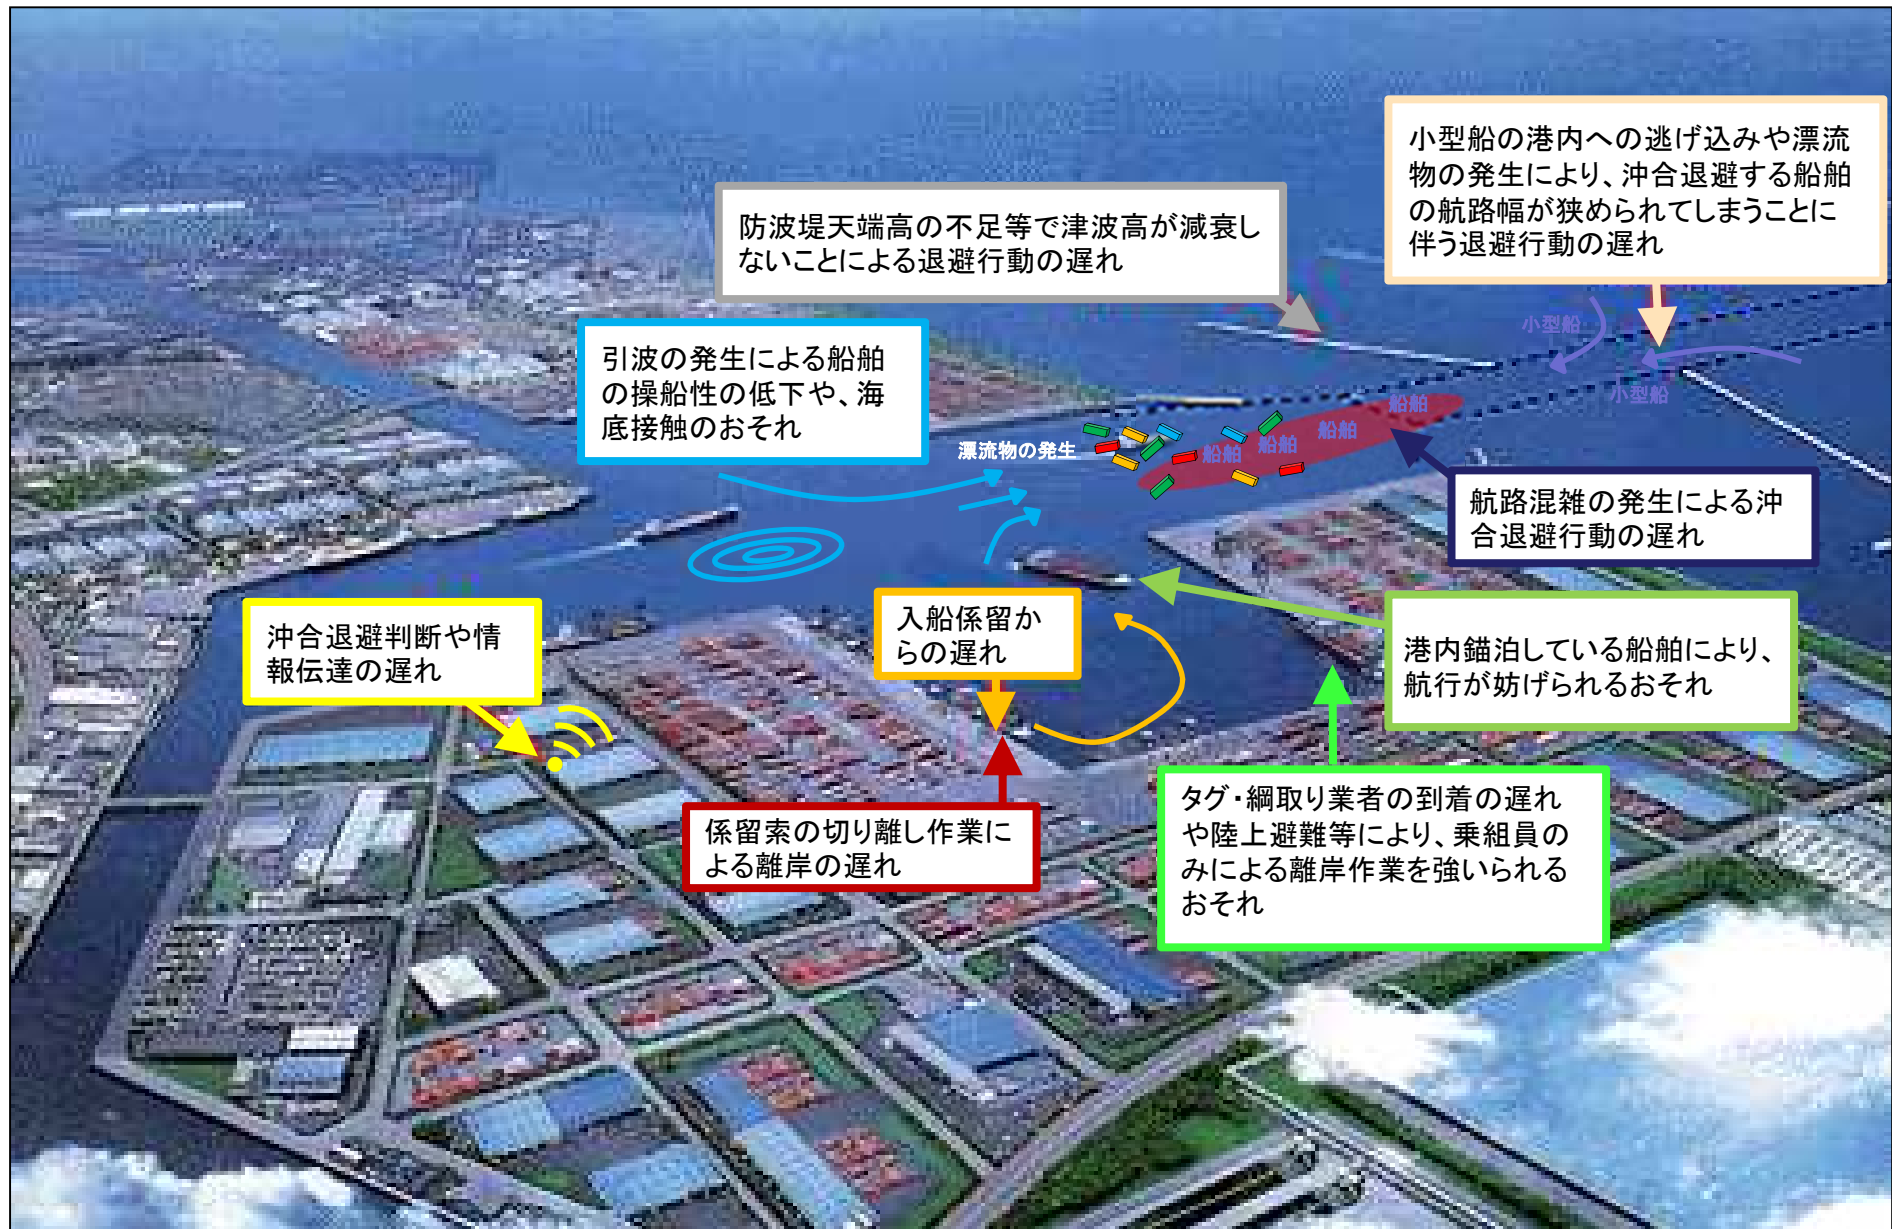 小型船の港内への逃げ込みや漂流
物の発生により、沖合退避する船舶
の航路幅が狭められてしまうことに
伴う退避行動の遅れ
防波堤天端高の不足等で津波高が減衰し
ないことによる退避行動の遅れ
小型船
小型船
引波の発生による船舶
の操船性の低下や、海
底接触のおそれ
船舶
船舶
船舶
船舶
漂流物の発生
航路混雑の発生による沖
合退避行動の遅れ
沖合退避判断や情
報伝達の遅れ
入船係留か
らの遅れ
港内錨泊している船舶により、
航行が妨げられるおそれ
係留索の切り離し作業に
よる離岸の遅れ
タグ・綱取り業者の到着の遅れ
や陸上避難等により、乗組員の
みによる離岸作業を強いられる
おそれ